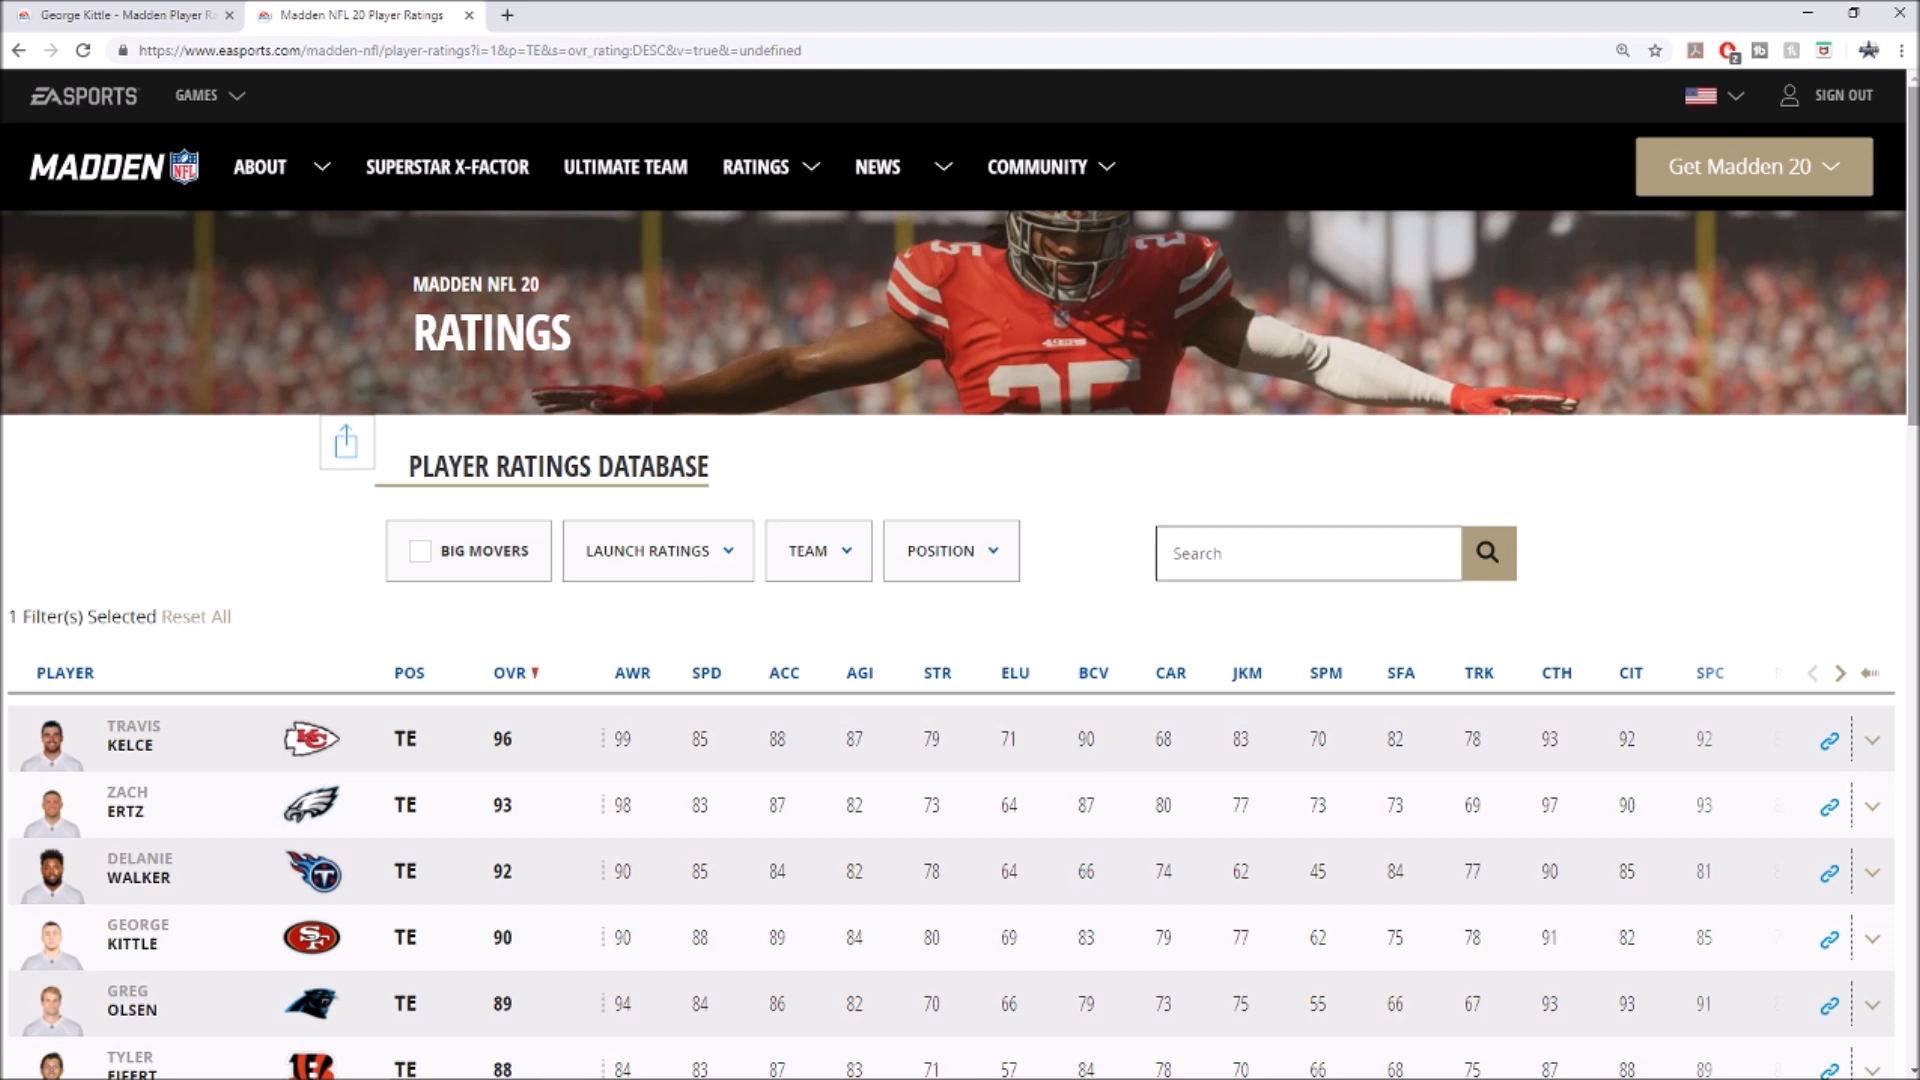 George Kittle - Madden Player Ra
Madden NFL 20 Player Ratings
https://www.easports.com/madden-nfl/player-ratings?i=1&p=TE&s=ovr_rating:DESC&v=true&t=undefined
EA SPORTS
GAMES
SIGN OUT
MADDEN NFL
ABOUT
SUPERSTAR X-FACTOR
ULTIMATE TEAM
RATINGS
NEWS
COMMUNITY
Get Madden 20
MADDEN NFL 20
RATINGS
49ERS
25
PLAYER RATINGS DATABASE
BIG MOVERS
LAUNCH RATINGS
TEAM
POSITION
Search
1 Filter(s) Selected Reset All
PLAYER POS OVR AWR SPD ACC AGI STR ELU BCV CAR JKM SPM SFA TRK CTH CIT SPC
TRAVIS
KELCE KC TE 96 99 85 88 87 79 71 90 68 83 70 82 78 93 92 92
ZACH
ERTZ TE 93 98 83 87 82 73 64 87 80 77 73 73 69 97 90 93
DELANIE
WALKER T TE 92 90 85 84 82 78 64 66 74 62 45 84 77 90 85 81
GEORGE
KITTLE SF TE 90 90 88 89 84 80 69 83 79 77 62 75 78 91 82 85
GREG
OLSEN TE 89 94 84 86 82 70 66 79 73 75 55 66 67 93 93 91
TYLER
EIFERT TE 88 84 83 87 83 71 57 84 78 70 66 68 75 87 88 89